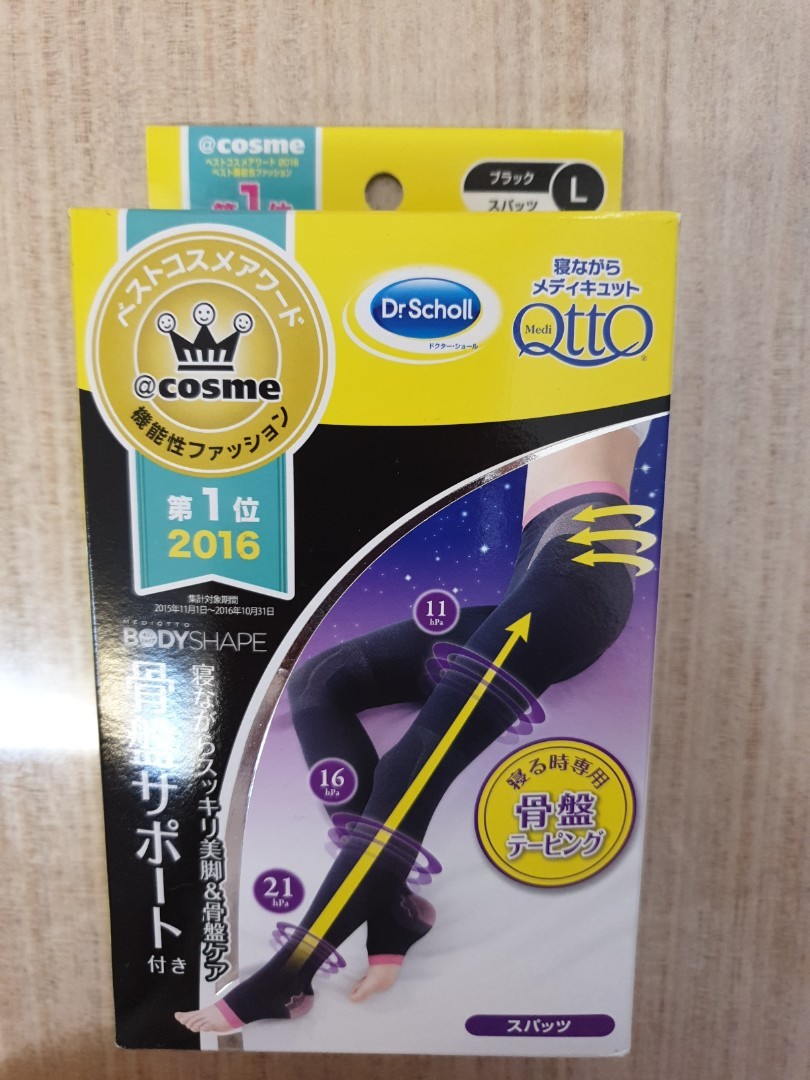 @cosme
ベストコスメアワード 2016
ベスト機能性ファッション
第1位
ブラック
L
スパッツ
ベストコスメアワード
@cosme
機能性ファッション
第1位
2016
集計対象期間
2015年11月1日~2016年10月31日
Dr.Scholl
ドクター・ショール
寝ながら
メディキュット
Medi QttO
MEDIQTTO
BODYSHAPE
骨盤サポート付き
寝ながらスッキリ美脚&骨盤ケア
11
hPa
16
hPa
21
hPa
寝る時専用
骨盤
テーピング
スパッツ